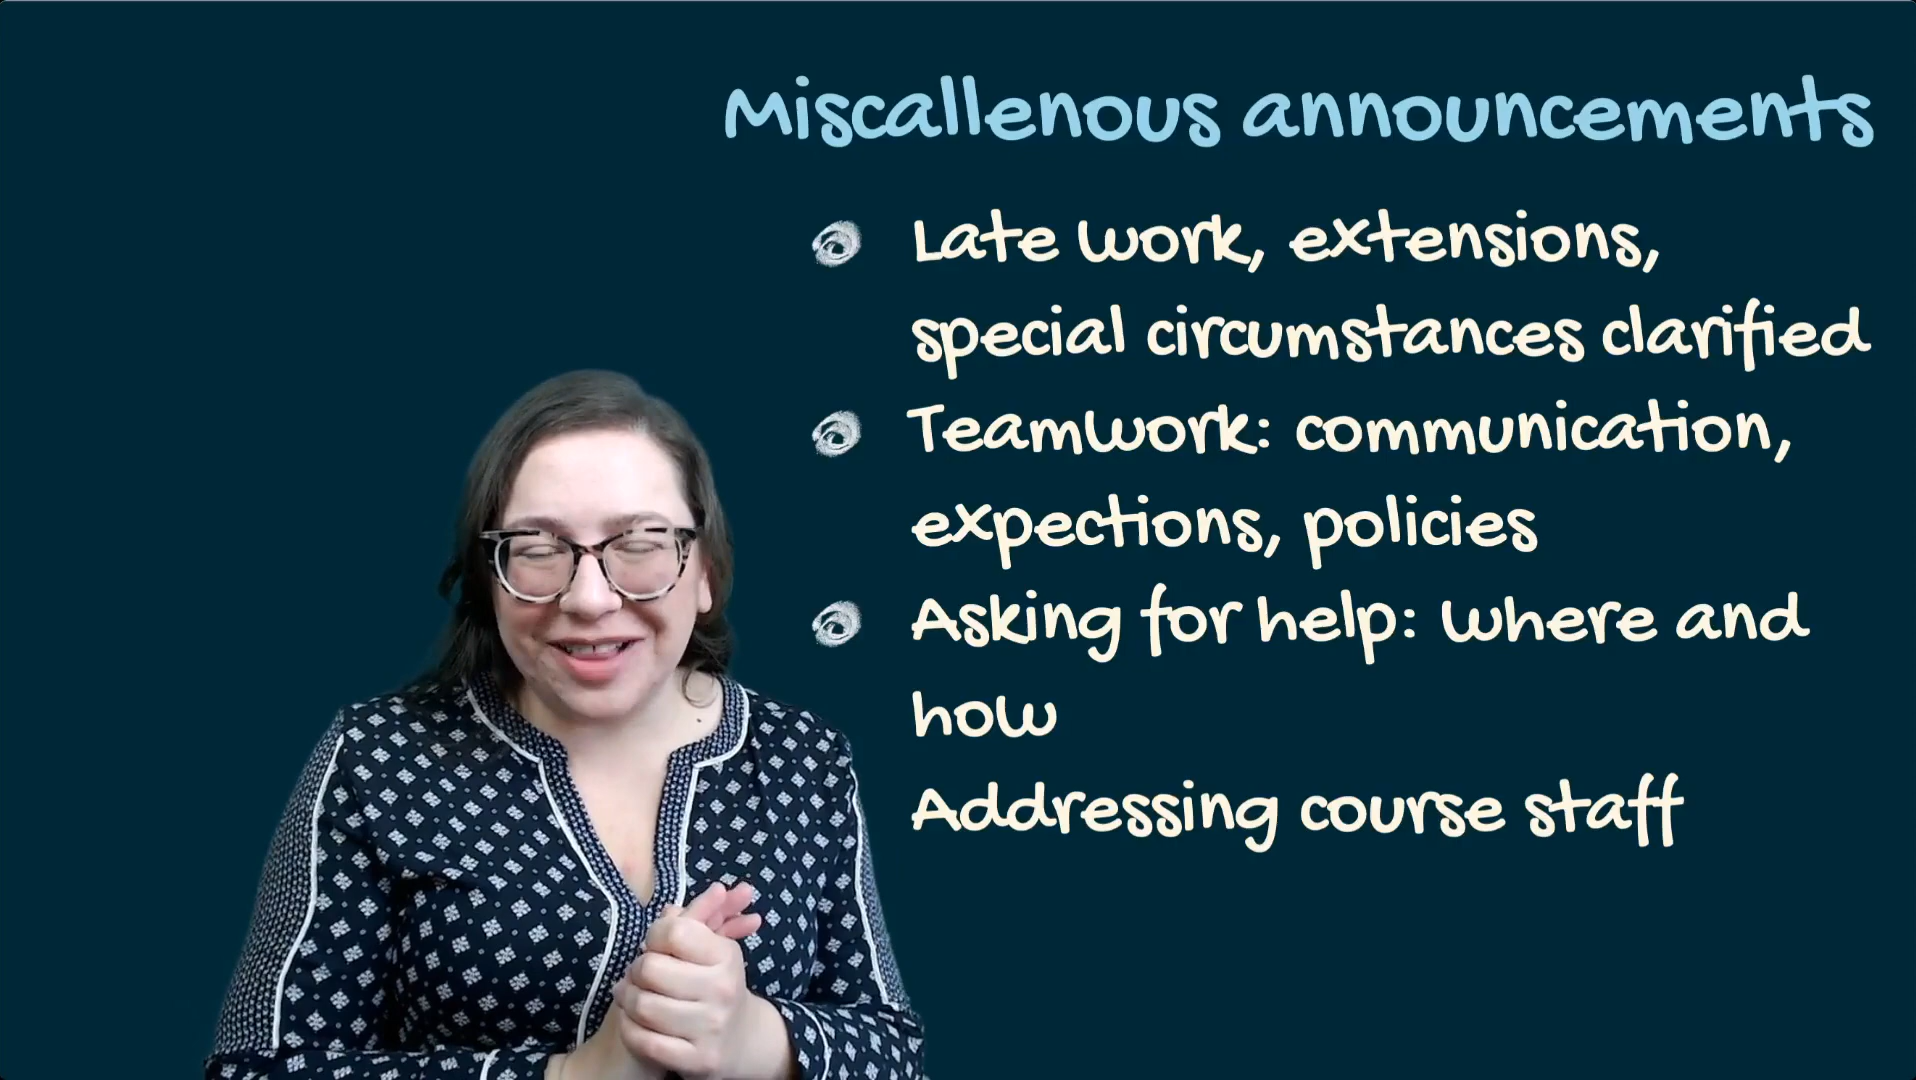 Miscallenous announcements
Late work, extensions,
special circumstances clarified
Teamwork: communication,
expections, policies
Asking for help: where and
how
Addressing course staff